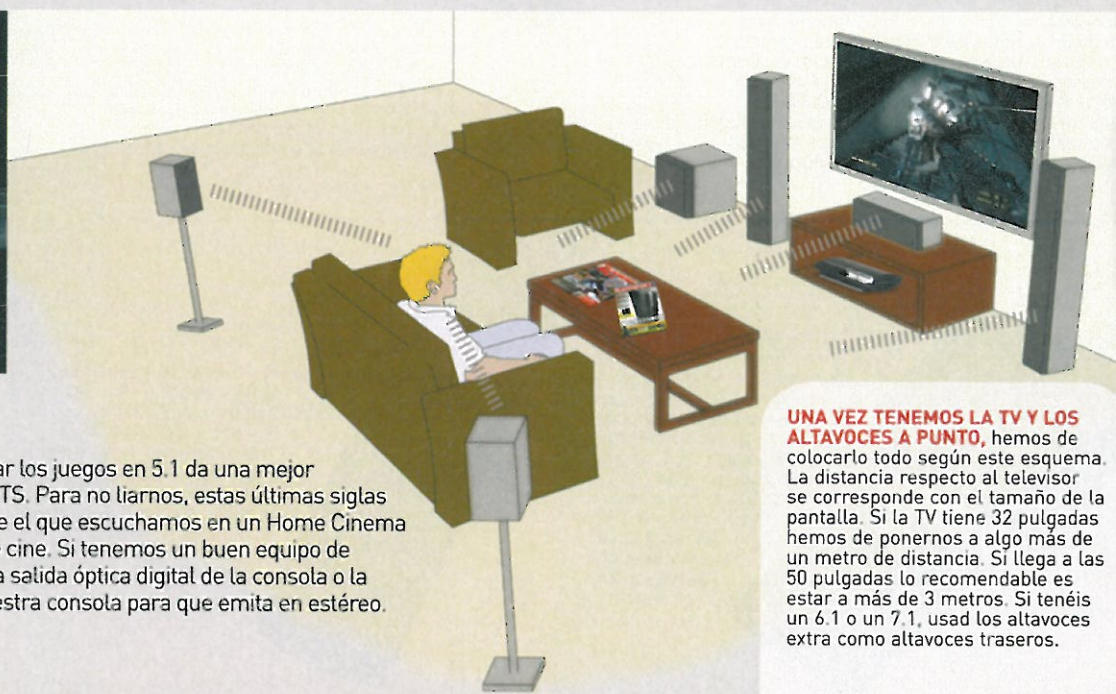 ar los juegos en 5.1 da una mejor
TS. Para no liarnos, estas últimas siglas
e el que escuchamos en un Home Cinema
e cine. Si tenemos un buen equipo de
a salida óptica digital de la consola o la
estra consola para que emita en estéreo.
UNA VEZ TENEMOS LA TV Y LOS
ALTAVOCES A PUNTO, hemos de
colocarlo todo según este esquema.
La distancia respecto al televisor
se corresponde con el tamaño de la
pantalla. Si la TV tiene 32 pulgadas
hemos de ponernos a algo más de
un metro de distancia. Si llega a las
50 pulgadas lo recomendable es
estar a más de 3 metros. Si tenéis
un 6.1 o un 7.1, usad los altavoces
extra como altavoces traseros.